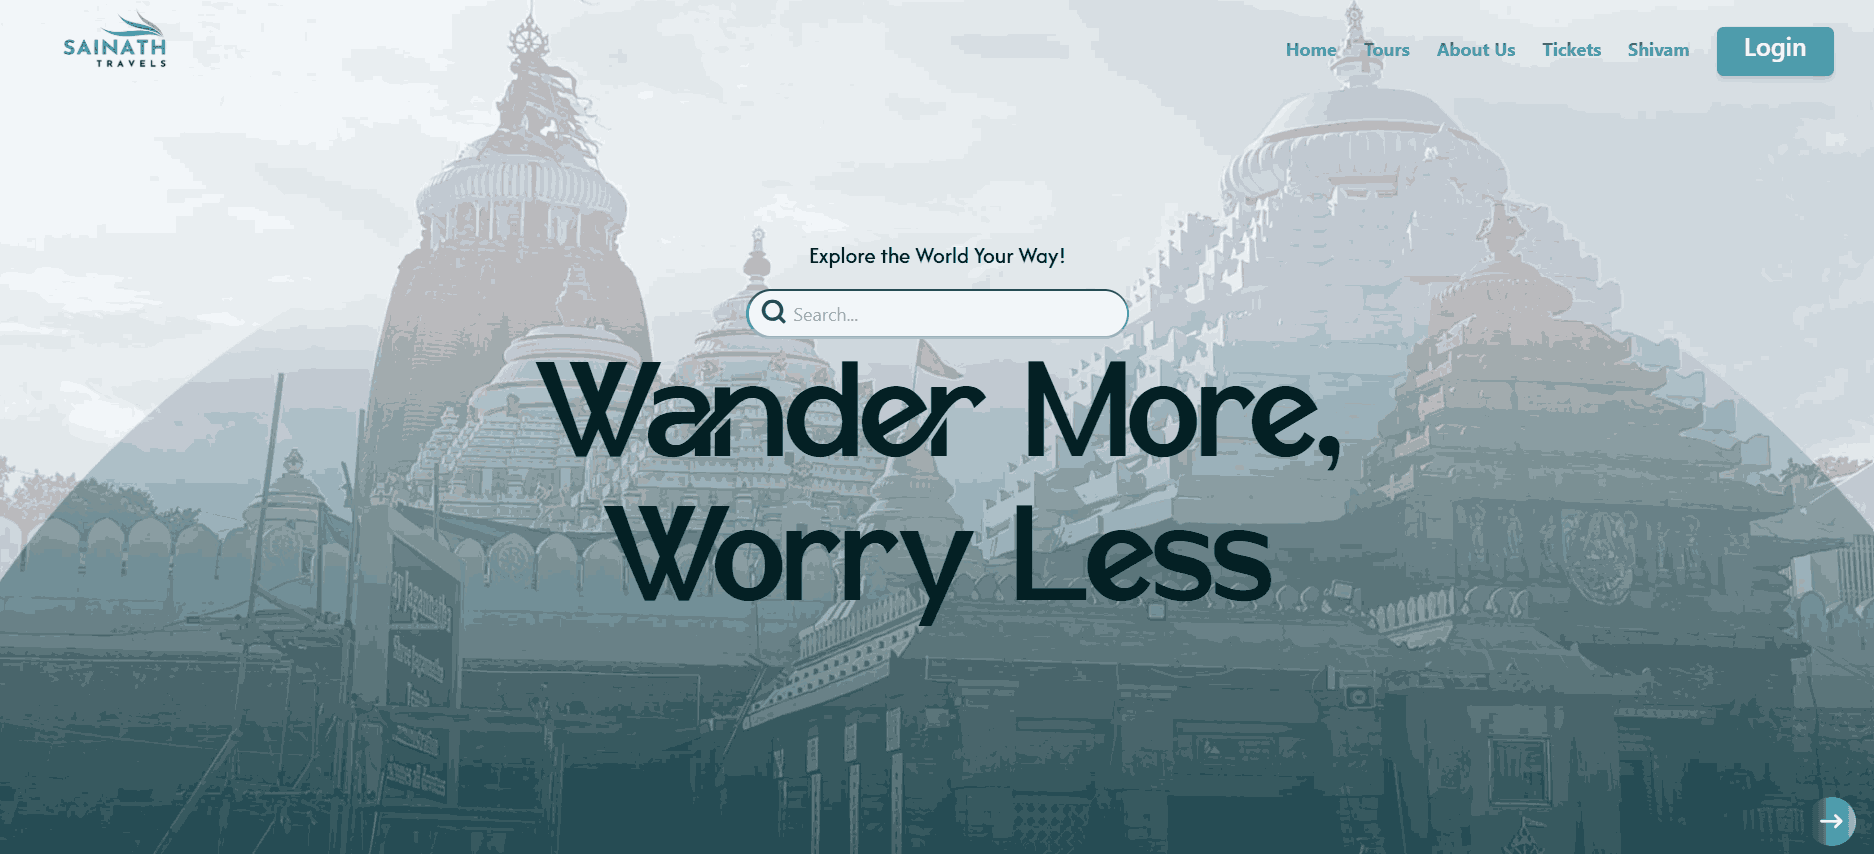 SAINATH
TRAVELS
Home Tours About Us Tickets Shivam Login
Explore the World Your Way!
Search...
Wander More,
Worry Less